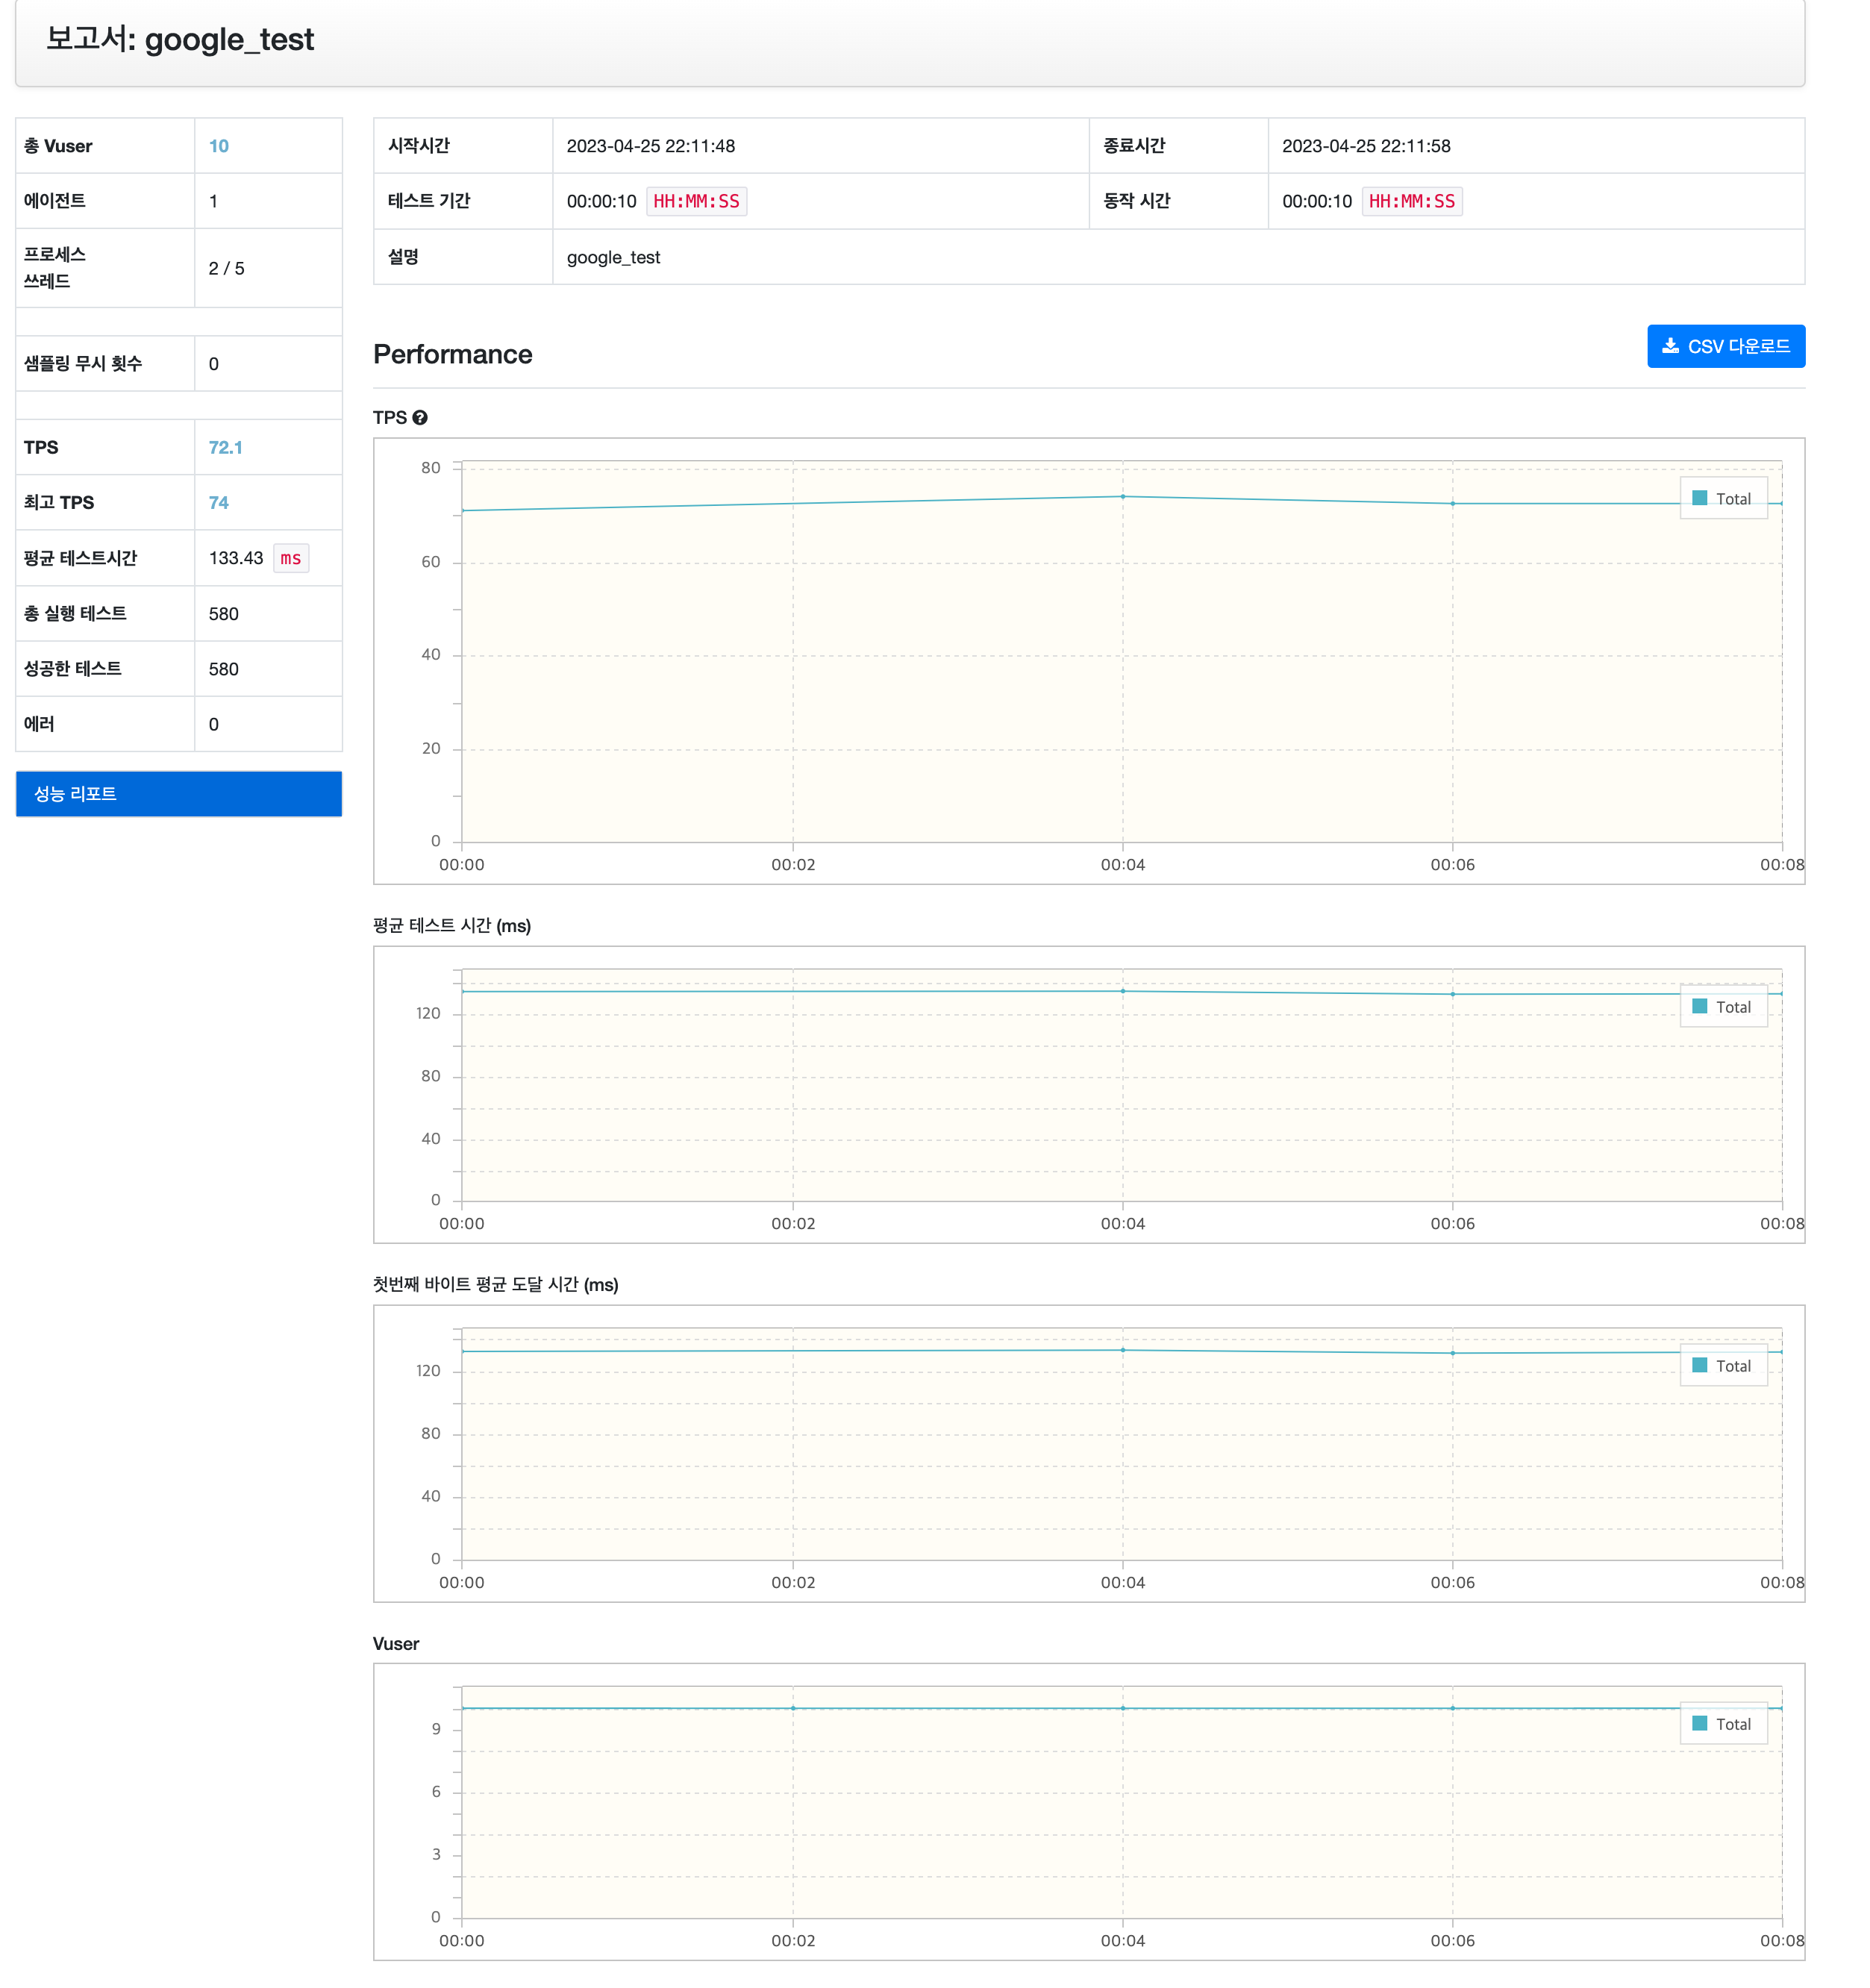 보고서: google_test
총 Vuser 10
에이전트 1
프로세스
쓰레드 2 / 5
샘플링 무시 횟수 0
TPS 72.1
최고 TPS 74
평균 테스트시간 133.43 ms
총 실행 테스트 580
성공한 테스트 580
에러 0
성능 리포트
시작시간 2023-04-25 22:11:48 종료시간 2023-04-25 22:11:58
테스트 기간 00:00:10 HH:MM:SS 동작 시간 00:00:10 HH:MM:SS
설명 google_test
Performance
CSV 다운로드
TPS ?
80
Total
60
40
20
0
00:00 00:02 00:04 00:06 00:08
평균 테스트 시간 (ms)
Total
120
80
40
0
00:00 00:02 00:04 00:06 00:08
첫번째 바이트 평균 도달 시간 (ms)
Total
120
80
40
0
00:00 00:02 00:04 00:06 00:08
Vuser
Total
9
6
3
0
00:00 00:02 00:04 00:06 00:08